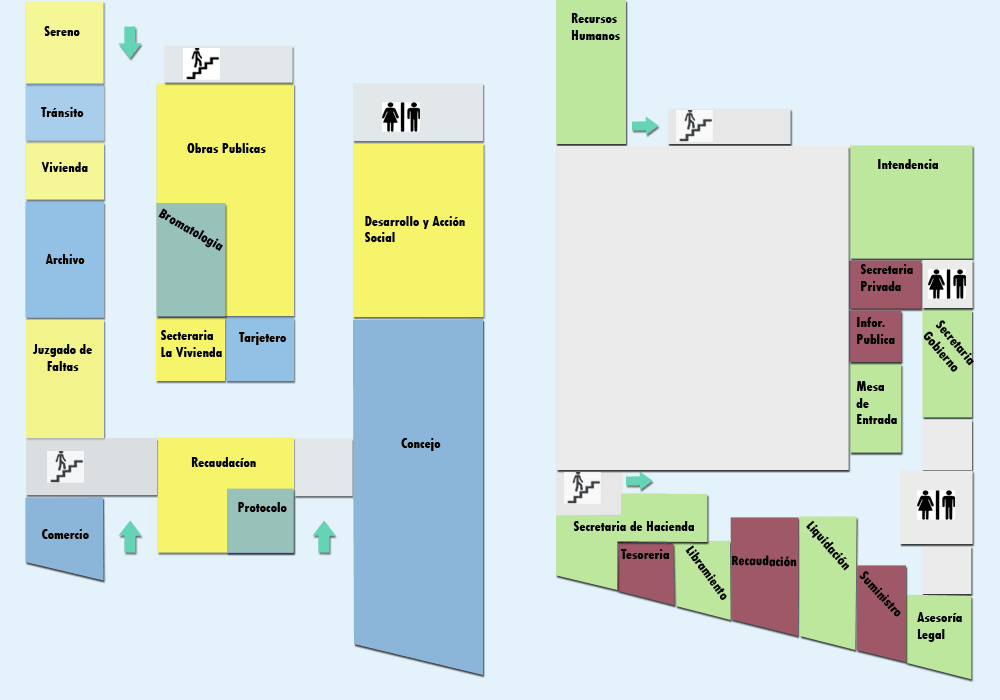 Sereno
Tránsito
Vivienda
Archivo
Juzgado de
Faltas
Comercio
Obras Publicas
Bromatologia
Secteraria
La Vivienda
Tarjetero
Recaudacíon
Protocolo
Desarrollo y Acción
Social
Concejo
Recursos
Humanos
Intendencía
Secretaria
Privada
Infor.
Publica
Secretaria
Gobierno
Mesa
de
Entrada
Secretaria de Hacienda
Tesoreria
Libramiento
Recaudación
Liquidación
Suministro
Asesoría
Legal